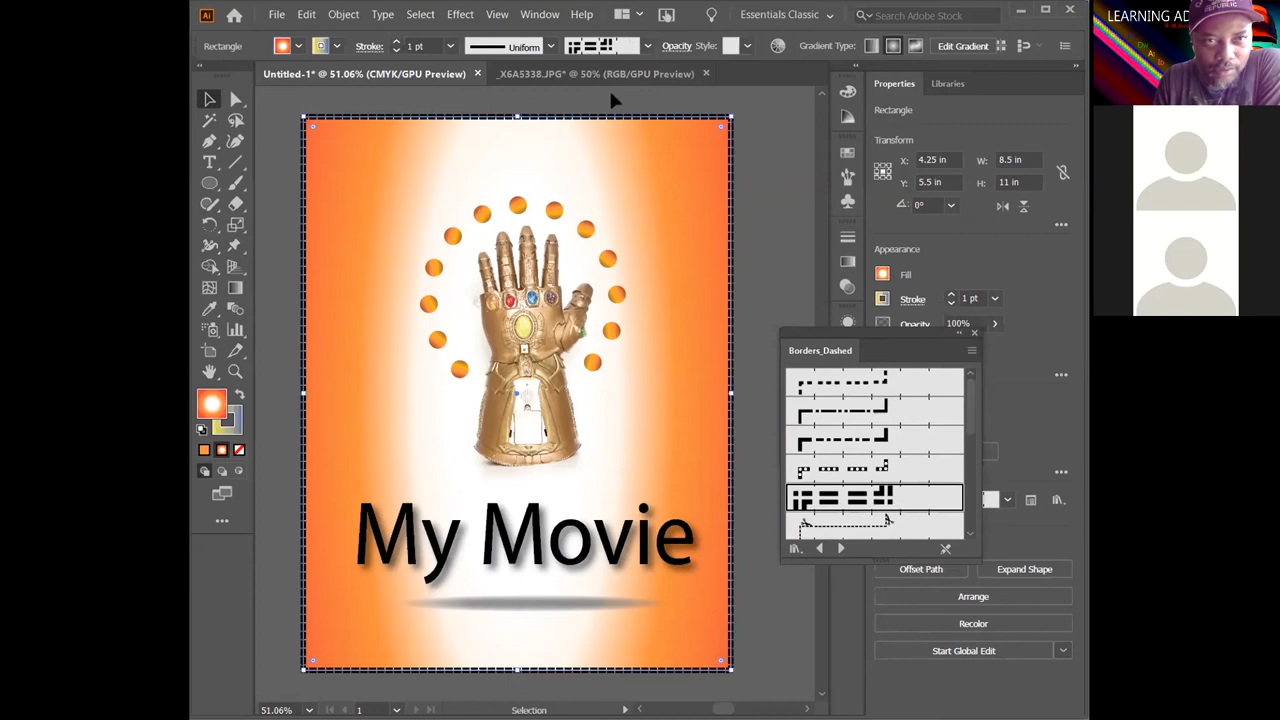 Ai File Edit Object Type Select Effect View Window Help Essentials Classic Search Adobe Stock
Rectangle Stroke: 1 pt Uniform Opacity Style: Gradient Type: Edit Gradient
Untitled-1* @ 51.06% (CMYK/GPU Preview) _X6A5338.JPG* @ 50% (RGB/GPU Preview)
Properties Libraries
Rectangle
Transform
X: 4.25 in W: 8.5 in
Y: 5.5 in H: 11 in
0°
Appearance
Fill
Stroke 1 pt
Opacity 100%
Borders_Dashed
My Movie
Offset Path Expand Shape
Arrange
Recolor
Start Global Edit
51.06% 1 Selection
LEARNING AD